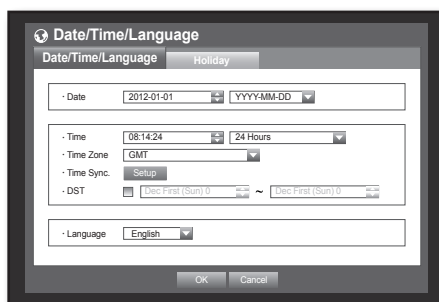 Date/Time/Language
Date/Time/Language Holiday
· Date 2012-01-01 YYYY-MM-DD
· Time 08:14:24 24 Hours
· Time Zone GMT
· Time Sync. Setup
· DST Dec First (Sun) 0 ~ Dec First (Sun) 0
· Language English
OK Cancel